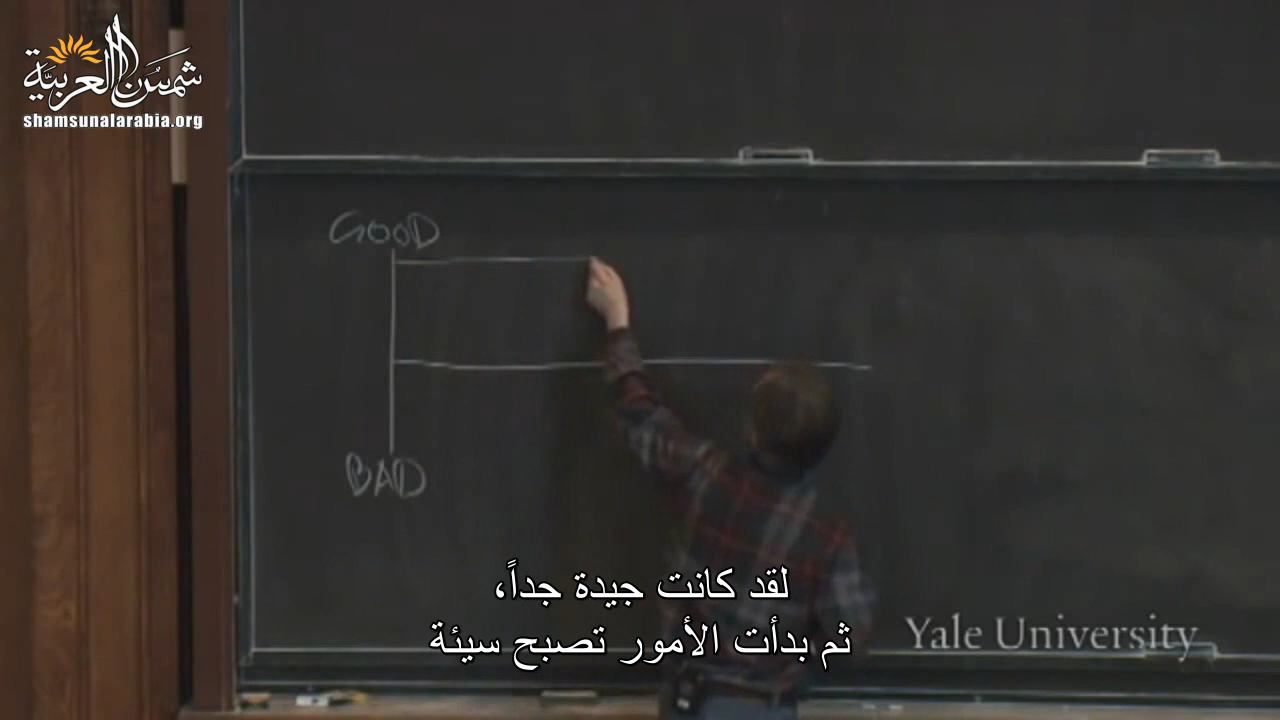 شمس العربية
shamsunalarabia.org
GOOD
BAD
لقد كانت جيدة جداً،
ثم بدأت الأمور تصبح سيئة
Yale University